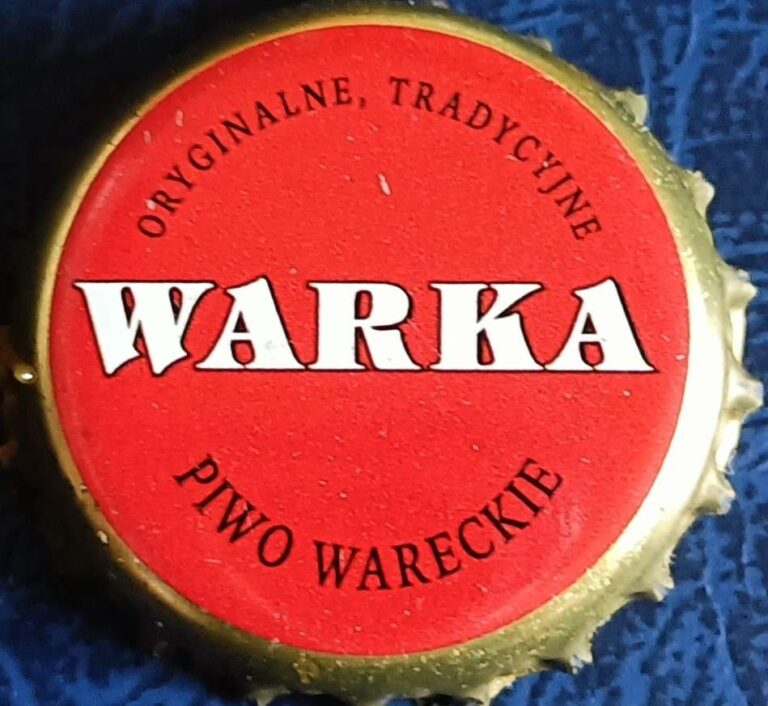 ORYGINALNE, TRADYCYJNE
WARKA
PIWO WARECKIE